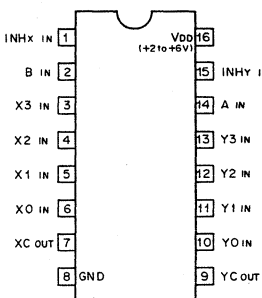 INHX IN 1
16 VDD
(+2 to +6V)
B IN 2
15 INHY I
X3 IN 3
14 A IN
X2 IN 4
13 Y3 IN
X1 IN 5
12 Y2 IN
X0 IN 6
11 Y1 IN
XC OUT 7
10 Y0 IN
8 GND
9 YC OUT